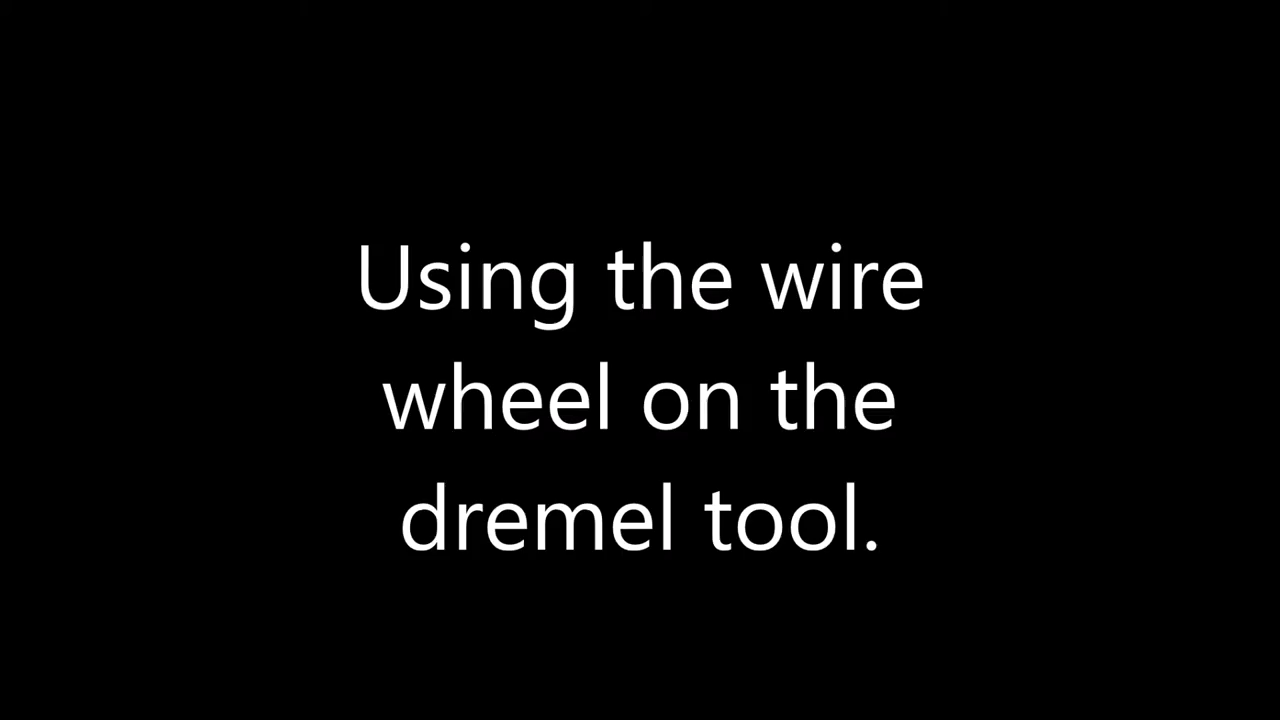 Using the wire
wheel on the
dremel tool.